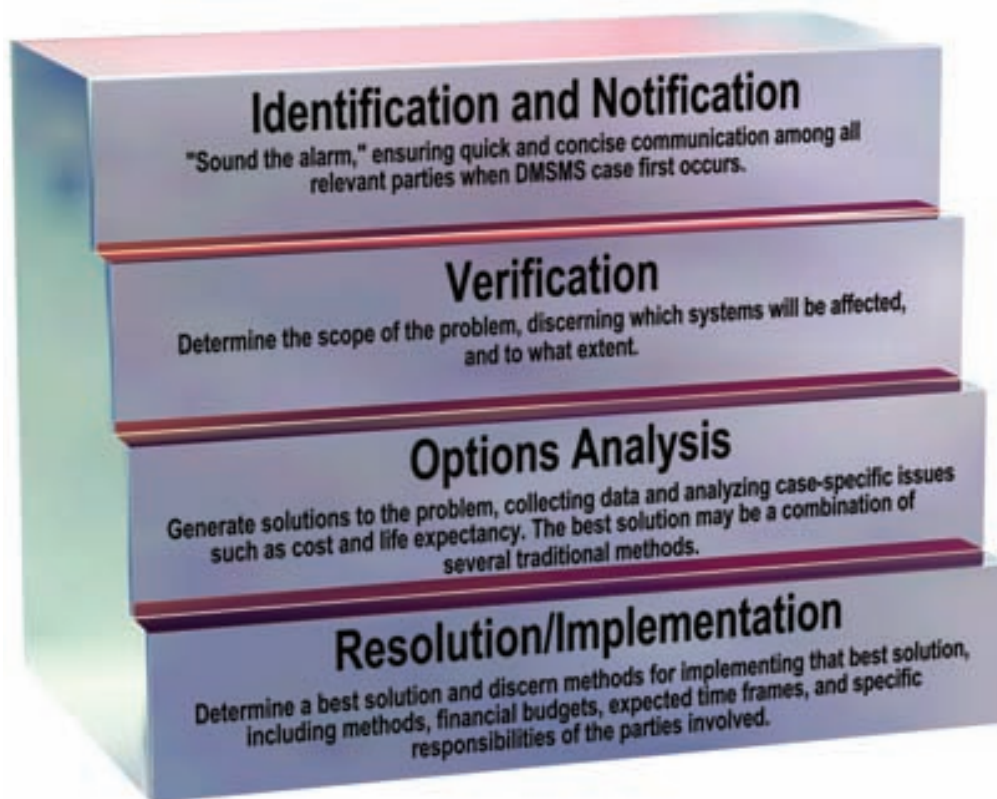 Identification and Notification
"Sound the alarm," ensuring quick and concise communication among all
relevant parties when DMSMS case first occurs.
Verification
Determine the scope of the problem, discerning which systems will be affected,
and to what extent.
Options Analysis
Generate solutions to the problem, collecting data and analyzing case-specific issues
such as cost and life expectancy. The best solution may be a combination of
several traditional methods.
Resolution/Implementation
Determine a best solution and discern methods for implementing that best solution,
including methods, financial budgets, expected time frames, and specific
responsibilities of the parties involved.